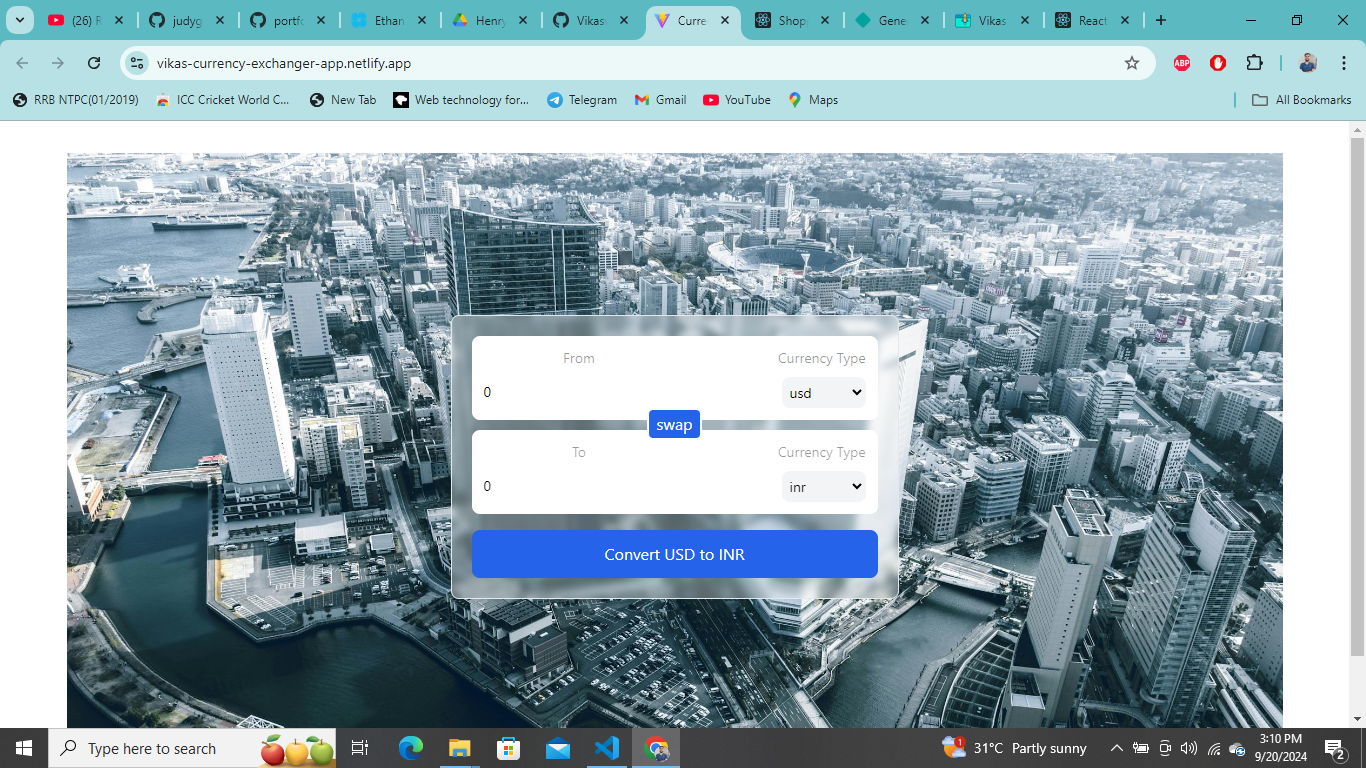 (26) R
judyg
portfo
Ethan
Henry
Vikas
Curre
Shop
Gene
Vikas
React
vikas-currency-exchanger-app.netlify.app
ABP
RRB NTPC(01/2019)
ICC Cricket World C...
New Tab
Web technology for...
Telegram
Gmail
YouTube
Maps
All Bookmarks
From
Currency Type
0
usd
swap
To
Currency Type
0
inr
Convert USD to INR
Type here to search
1
31°C Partly sunny
3:10 PM
9/20/2024
2